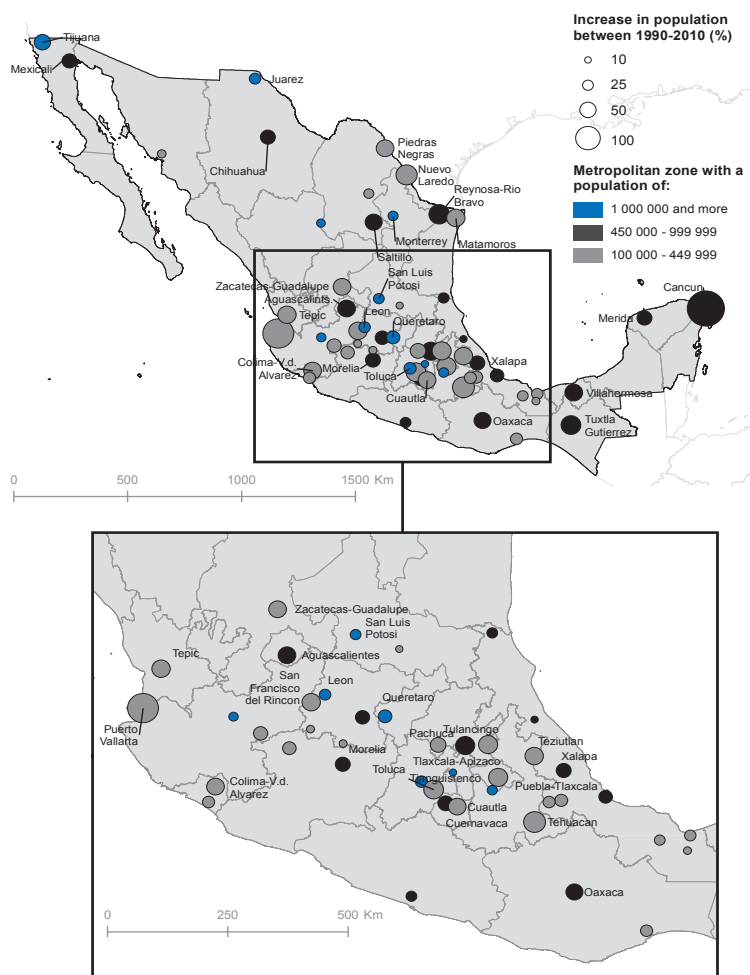 Increase in population
between 1990-2010 (%)
10
25
50
100
Metropolitan zone with a
population of:
1 000 000 and more
450 000 - 999 999
100 000 - 449 999
Tijuana
Mexicali
Juarez
Chihuahua
Piedras
Negras
Nuevo
Laredo
Reynosa-Rio
Bravo
Monterrey
Matamoros
Saltillo
San Luis
Potosi
Zacatecas-Guadalupe
Aguascalints.
Tepic
Leon
Queretaro
Cancun
Merida
Colima-V.d.
Alvarez
Morelia
Toluca
Xalapa
Cuautla
Villahermosa
Oaxaca
Tuxtla
Gutierrez
0 500 1000 1500 Km
Zacatecas-Guadalupe
San Luis
Potosi
Tepic
Aguascalientes
San
Francisco
del Rincon
Leon
Queretaro
Puerto
Vallarta
Pachuca
Tulancingo
Teziutlan
Morelia
Tlaxcala-Apizaco
Xalapa
Toluca
Tianguistenco
Colima-V.d.
Alvarez
Puebla-Tlaxcala
Cuautla
Cuernavaca
Tehuacan
Oaxaca
0 250 500 Km